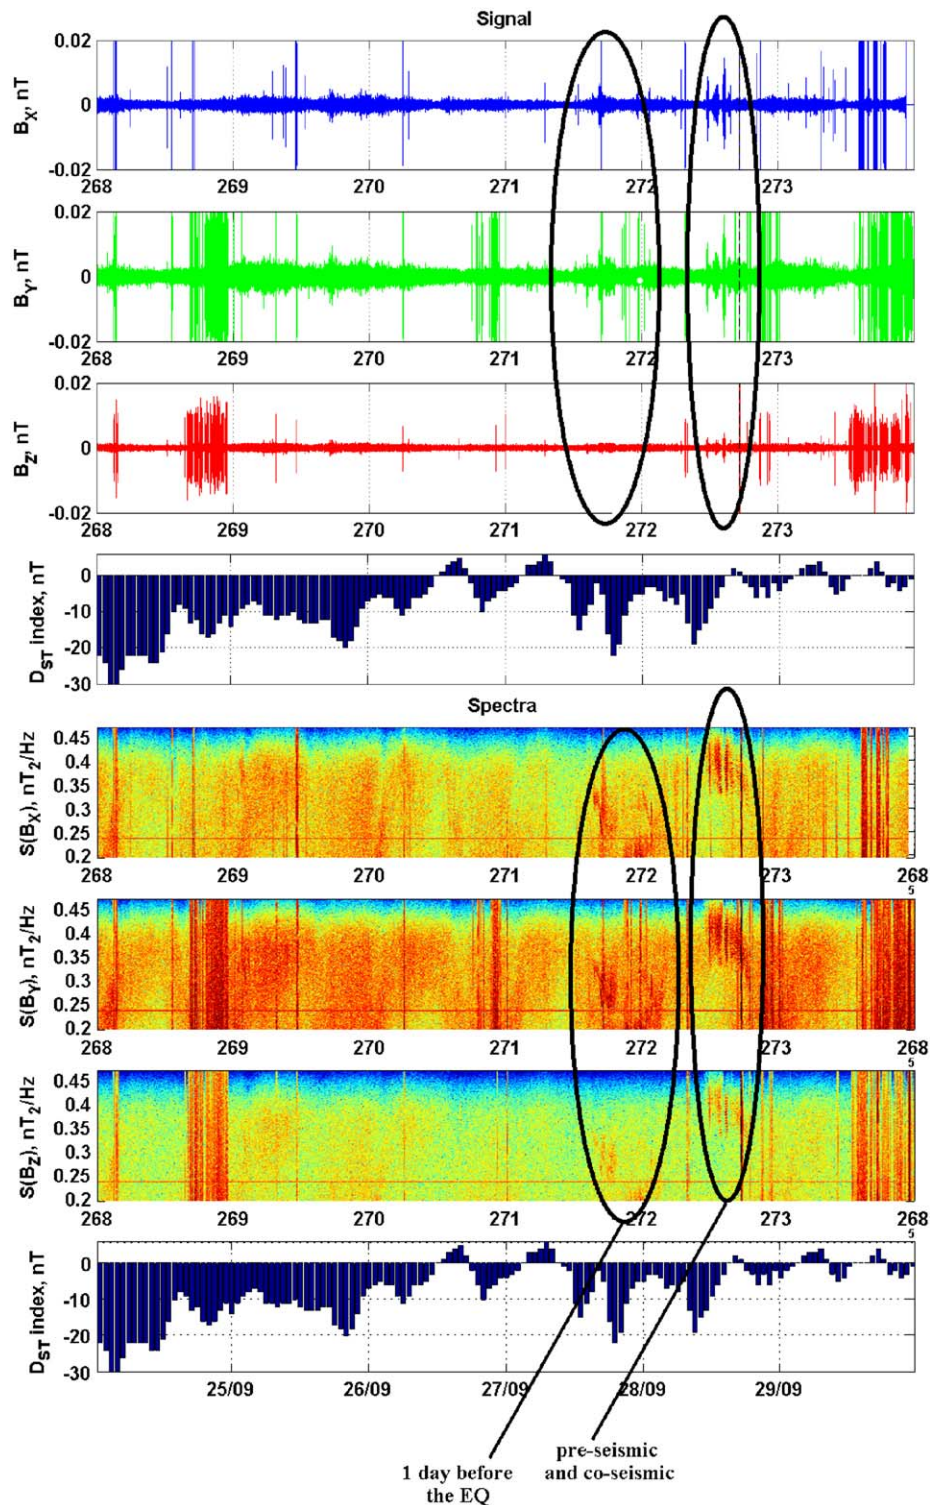 Signal
0.02
0
-0.02
B_X, nT
268 269 270 271 272 273
0.02
0
-0.02
B_Y, nT
268 269 270 271 272 273
0.02
0
-0.02
B_Z, nT
268 269 270 271 272 273
0
-10
-20
-30
D_ST index, nT
Spectra
0.45
0.4
0.35
0.3
0.25
0.2
S(B_X), nT_2/Hz
268 269 270 271 272 273 268
5
0.45
0.4
0.35
0.3
0.25
0.2
S(B_Y), nT_2/Hz
268 269 270 271 272 273 268
5
0.45
0.4
0.35
0.3
0.25
0.2
S(B_Z), nT_2/Hz
268 269 270 271 272 273 268
5
0
-10
-20
-30
D_ST index, nT
25/09 26/09 27/09 28/09 29/09
1 day before
the EQ
pre-seismic
and co-seismic